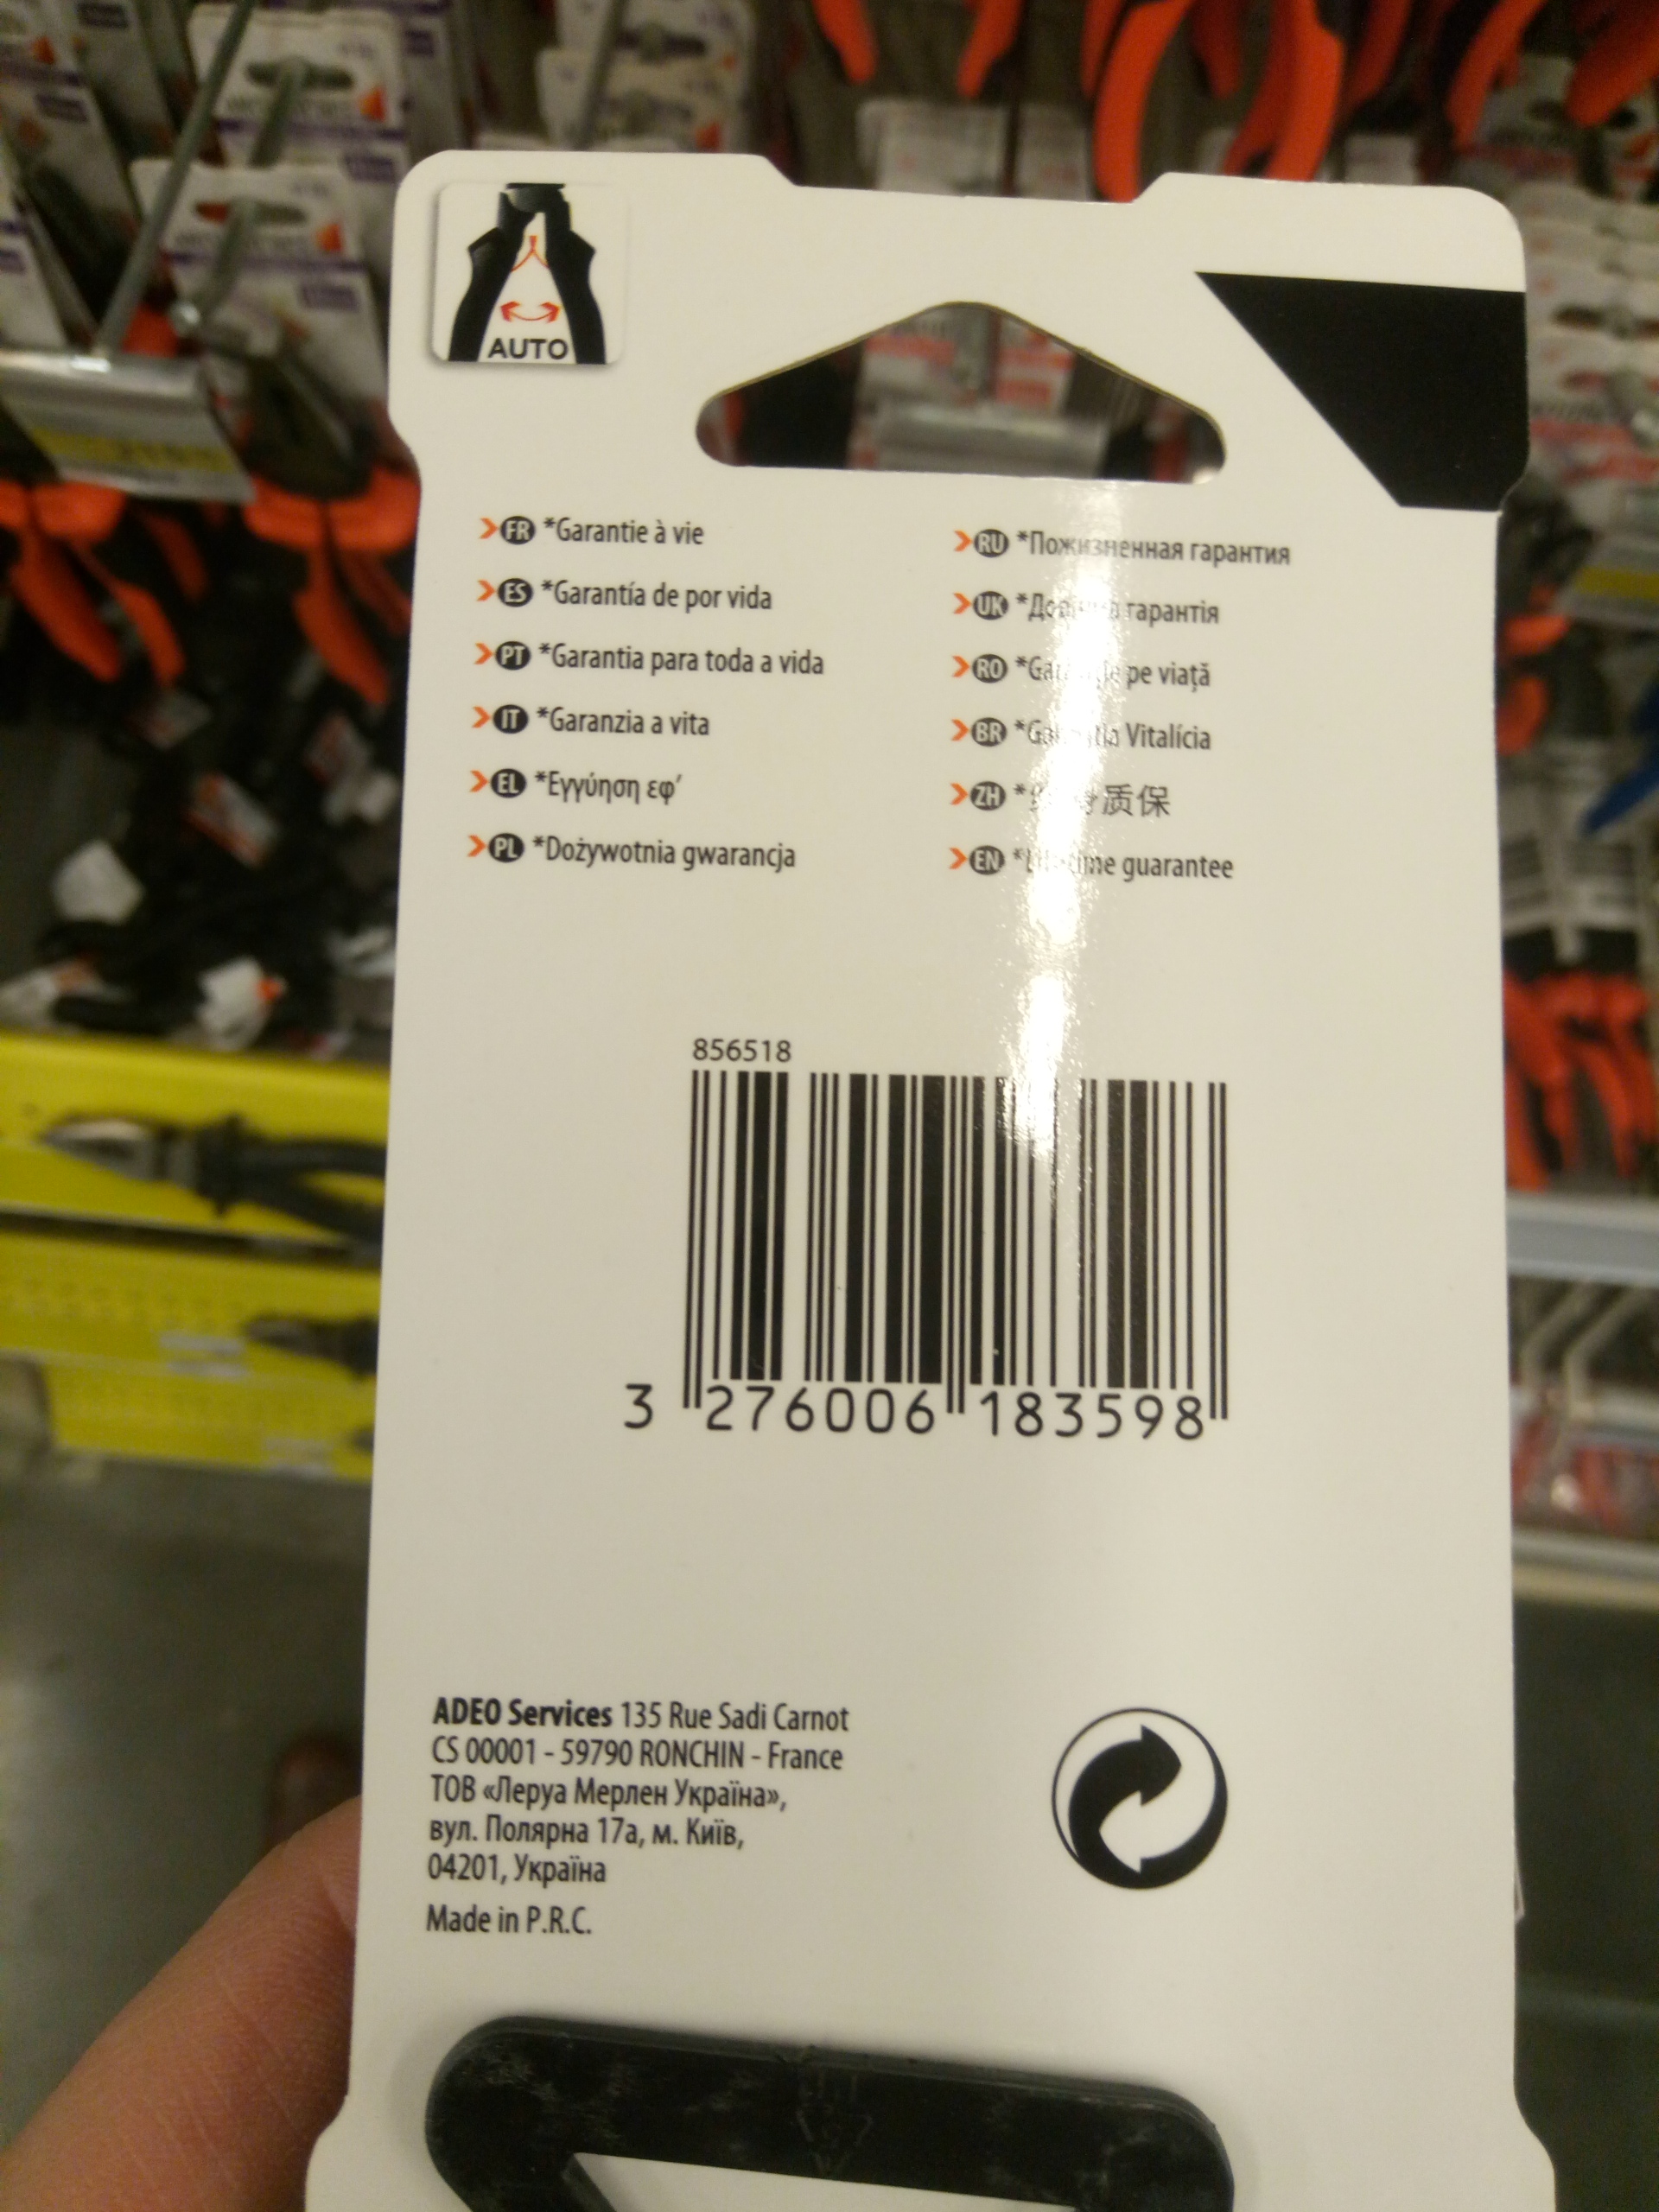 AUTO
FR *Garantie à vie
ES *Garantía de por vida
PT *Garantia para toda a vida
IT *Garanzia a vita
EL *Εγγύηση εφ’
PL *Dożywotnia gwarancja
RU *Пожизненная гарантия
UK гарантія
RO pe viață
BR Vitalícia
ZH 质保
EN guarantee
856518
3 276006 183598
ADEO Services 135 Rue Sadi Carnot
CS 00001 - 59790 RONCHIN - France
ТОВ «Леруа Мерлен Україна»,
вул. Полярна 17а, м. Київ,
04201, Україна
Made in P.R.C.